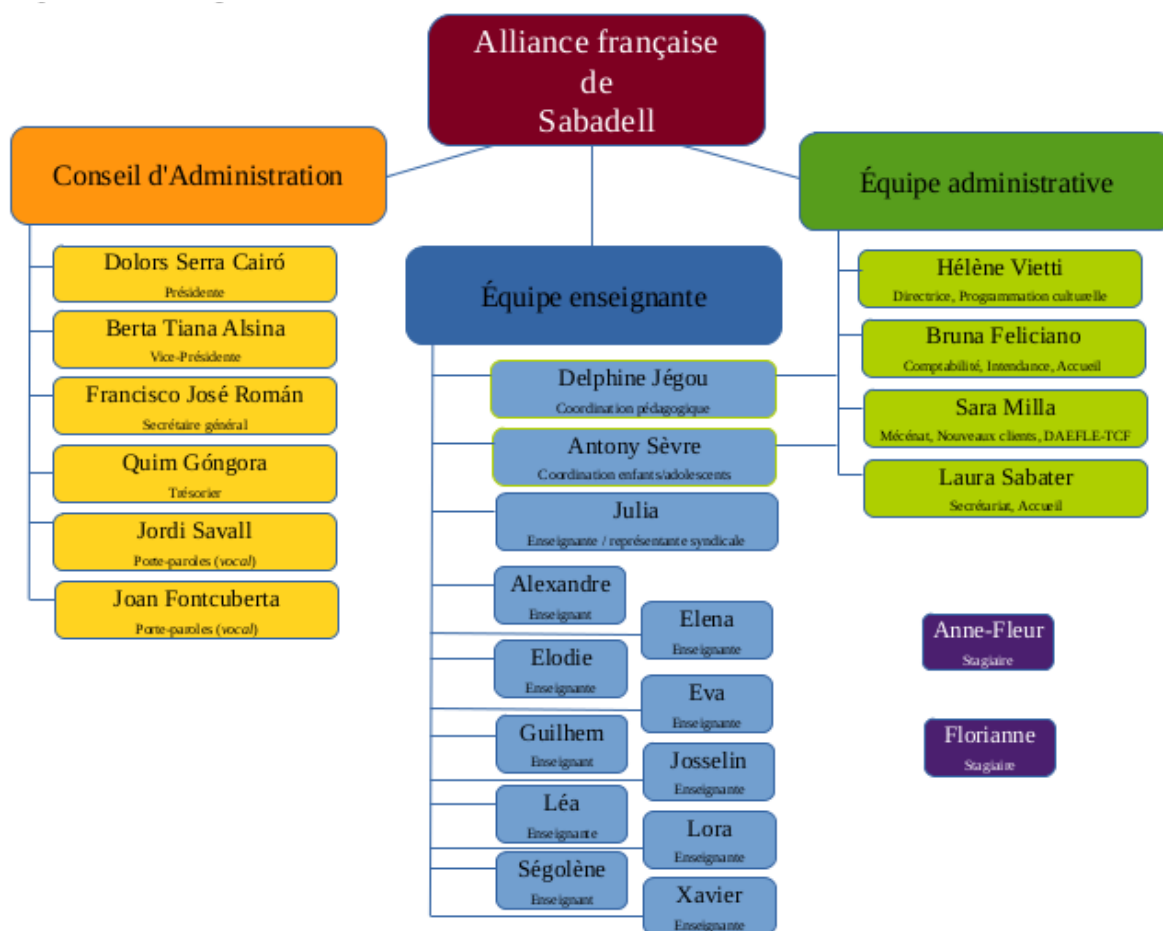 Alliance française
de
Sabadell
Conseil d'Administration
Dolors Serra Cairó
Présidente
Berta Tiana Alsina
Vice-Présidente
Francisco José Román
Secrétaire général
Quim Góngora
Trésorier
Jordi Savall
Porte-paroles (vocal)
Joan Fontcuberta
Porte-paroles (vocal)
Équipe enseignante
Delphine Jégou
Coordination pédagogique
Antony Sèvre
Coordination enfants/adolescents
Julia
Enseignante / représentante syndicale
Alexandre
Enseignant
Elena
Enseignante
Elodie
Enseignante
Eva
Enseignante
Guilhem
Enseignant
Josselin
Enseignante
Léa
Enseignante
Lora
Enseignante
Ségolène
Enseignant
Xavier
Enseignante
Équipe administrative
Hélène Vietti
Directrice, Programmation culturelle
Bruna Feliciano
Comptabilité, Intendance, Accueil
Sara Milla
Mécénat, Nouveaux clients, DAEFLE-TCF
Laura Sabater
Secrétariat, Accueil
Anne-Fleur
Stagiaire
Florianne
Stagiaire